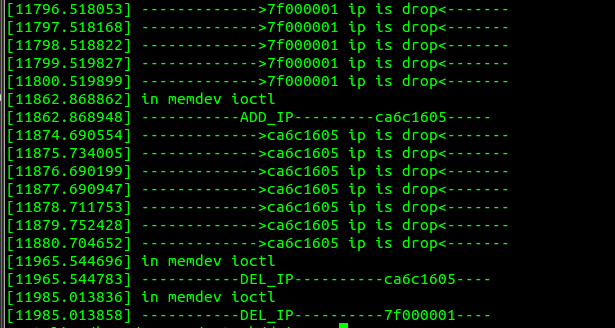 [11796.518053] ------------->7f000001 ip is drop<-------
[11797.518168] ------------->7f000001 ip is drop<-------
[11798.518822] ------------->7f000001 ip is drop<-------
[11799.519827] ------------->7f000001 ip is drop<-------
[11800.519899] ------------->7f000001 ip is drop<-------
[11862.868862] in memdev ioctl
[11862.868948] -----------ADD_IP---------ca6c1605-----
[11874.690554] ------------->ca6c1605 ip is drop<-------
[11875.734005] ------------->ca6c1605 ip is drop<-------
[11876.690199] ------------->ca6c1605 ip is drop<-------
[11877.690947] ------------->ca6c1605 ip is drop<-------
[11878.711753] ------------->ca6c1605 ip is drop<-------
[11879.752428] ------------->ca6c1605 ip is drop<-------
[11880.704652] ------------->ca6c1605 ip is drop<-------
[11965.544696] in memdev ioctl
[11965.544783] -----------DEL_IP----------ca6c1605----
[11985.013836] in memdev ioctl
[11985.013858] -----------DEL_IP----------7f000001----